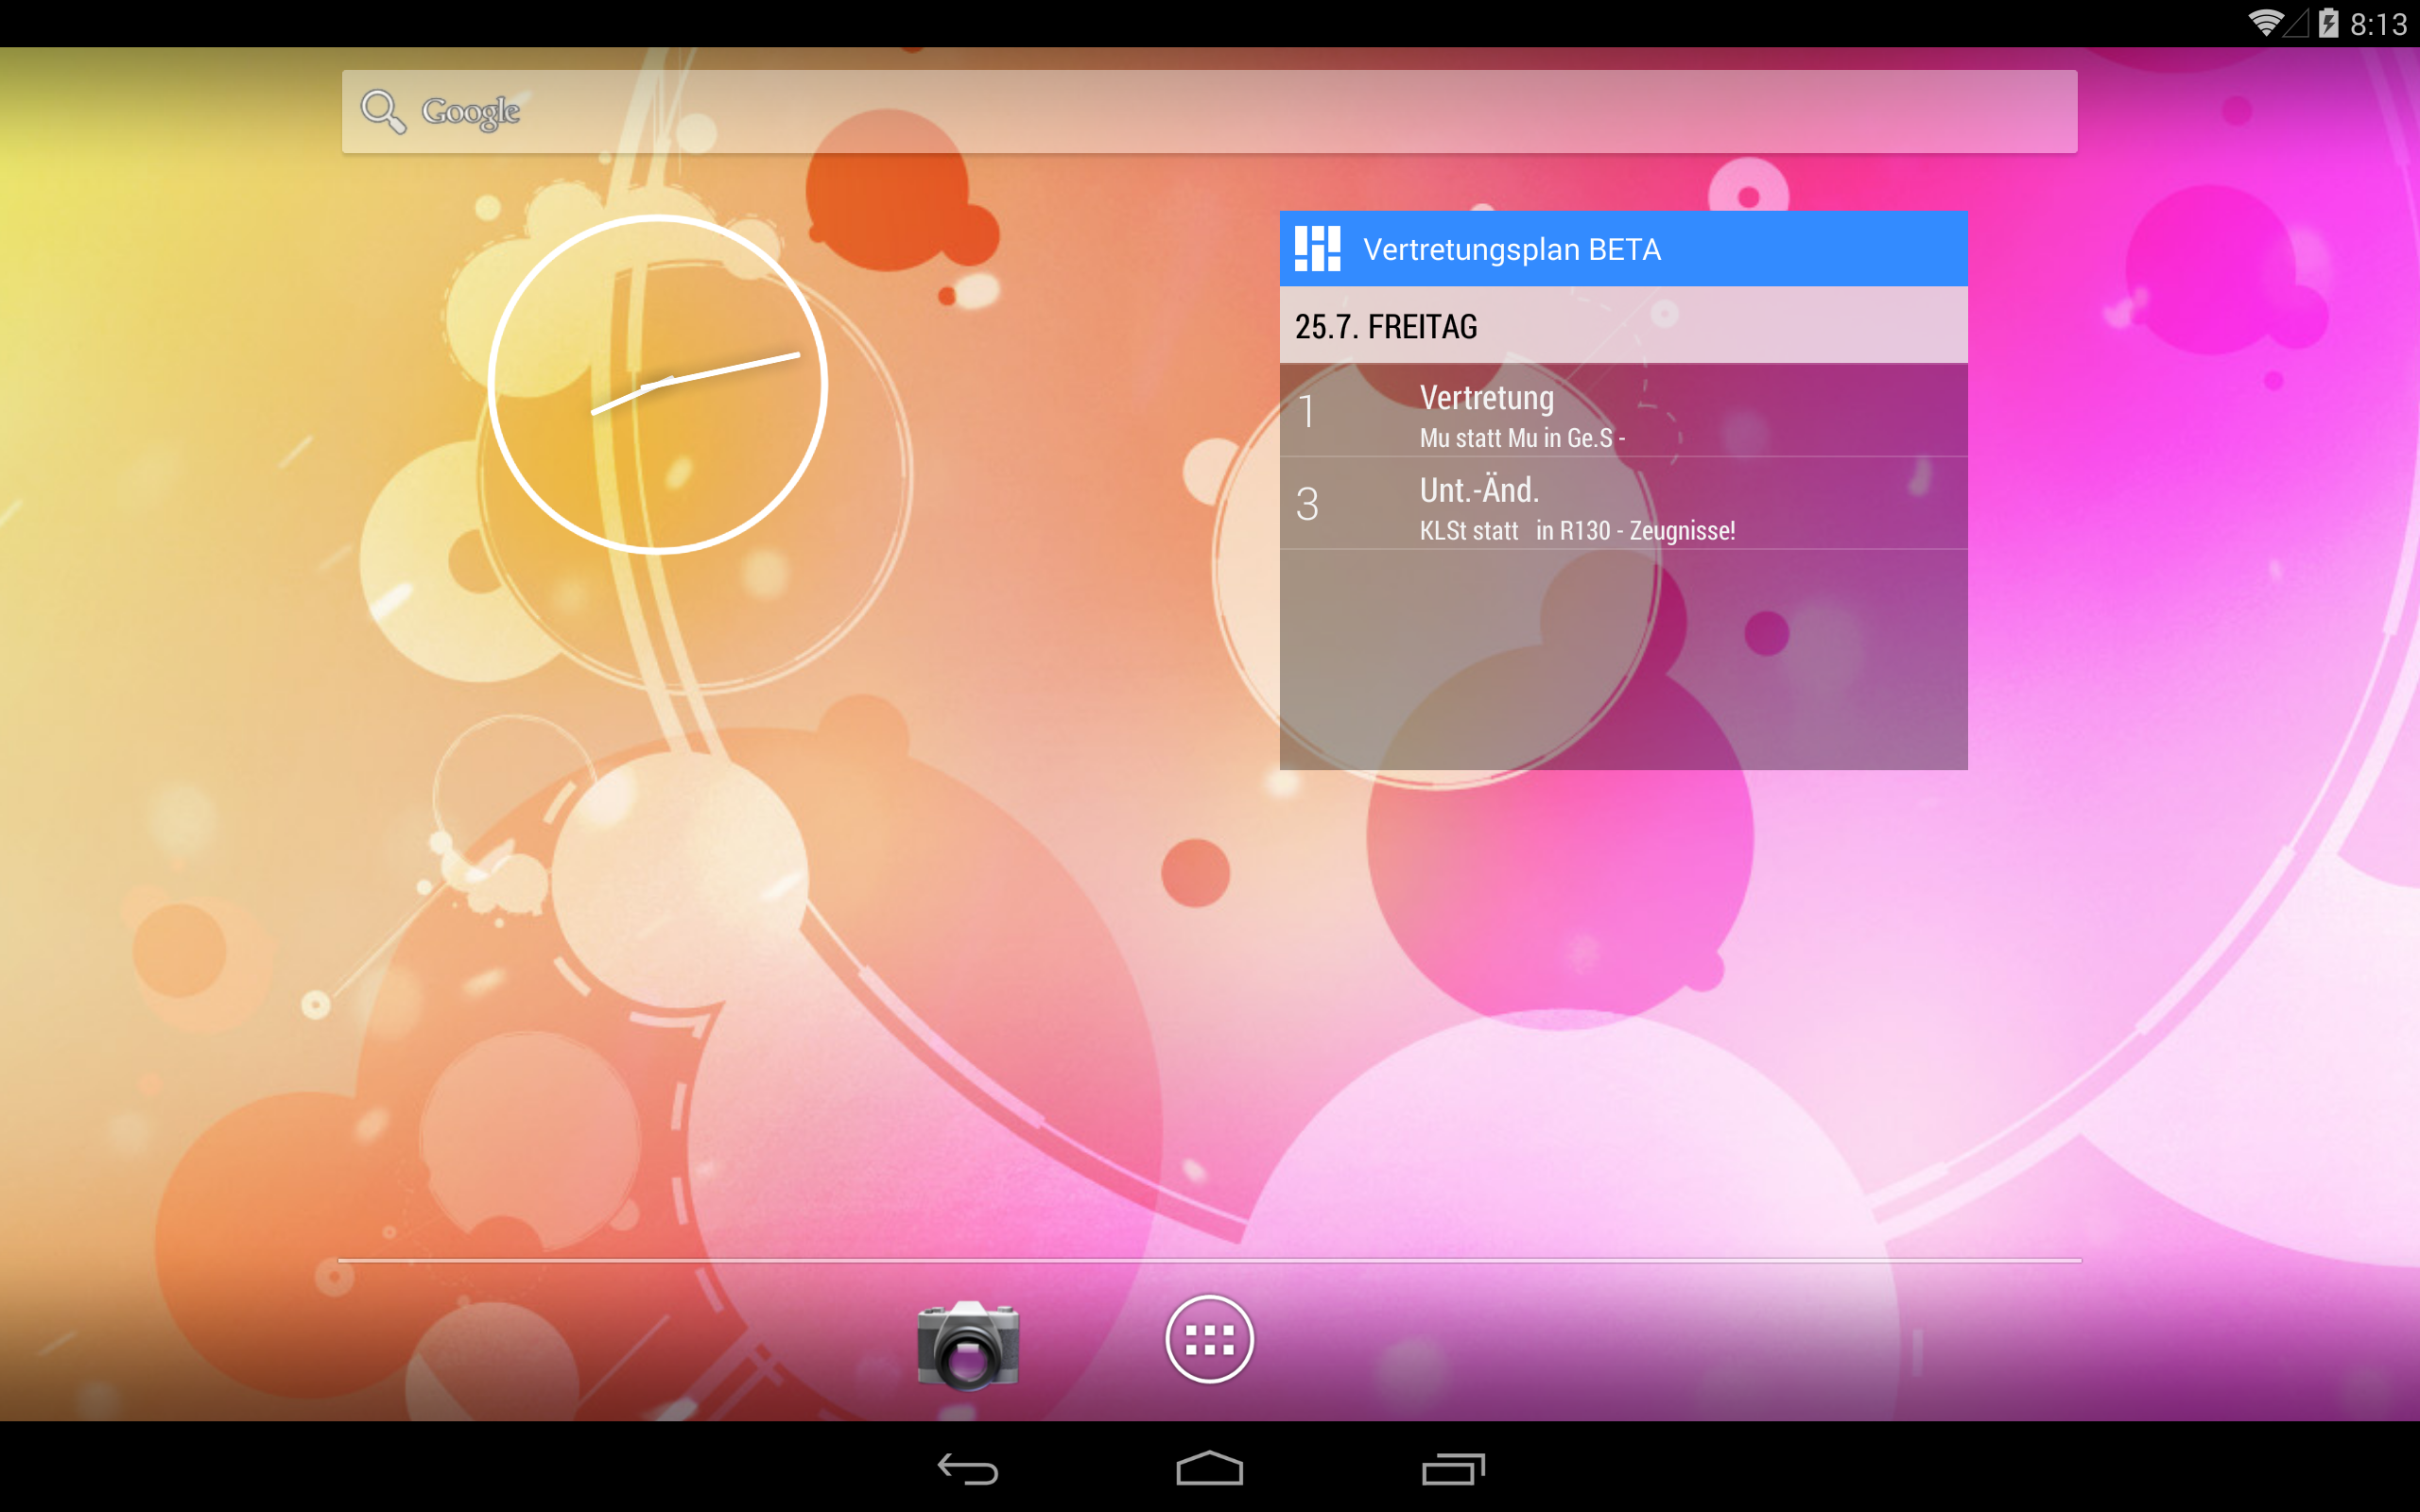 8:13
Google
Vertretungsplan BETA
25.7. FREITAG
1
Vertretung
Mu statt Mu in Ge.S -
3
Unt.-Änd.
KLSt statt   in R130 - Zeugnisse!